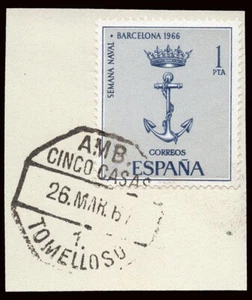 BARCELONA 1966
SEMANA NAVAL
1
PTA
CORREOS
ESPAÑA
AMB.
CINCO CASAS
26. MAR. 67
1.
TOMELLOSO